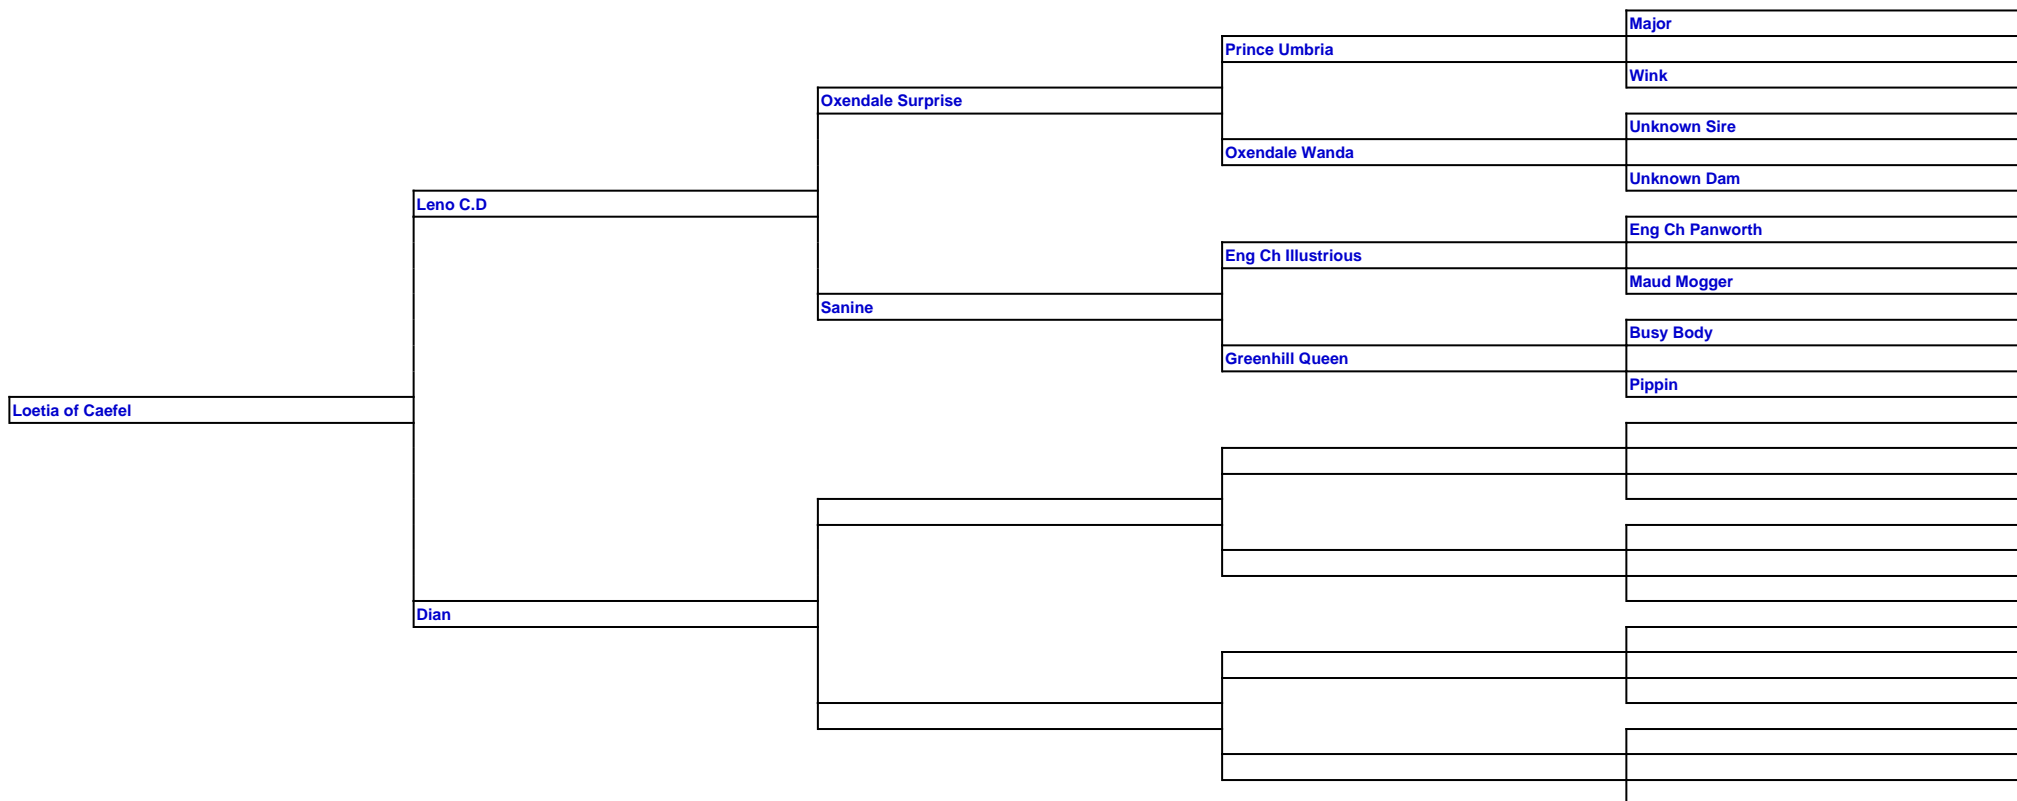 Major
Prince Umbria
Wink
Oxendale Surprise
Unknown Sire
Oxendale Wanda
Unknown Dam
Leno C.D
Eng Ch Panworth
Eng Ch Illustrious
Maud Mogger
Sanine
Busy Body
Greenhill Queen
Pippin
Loetia of Caefel
Dian